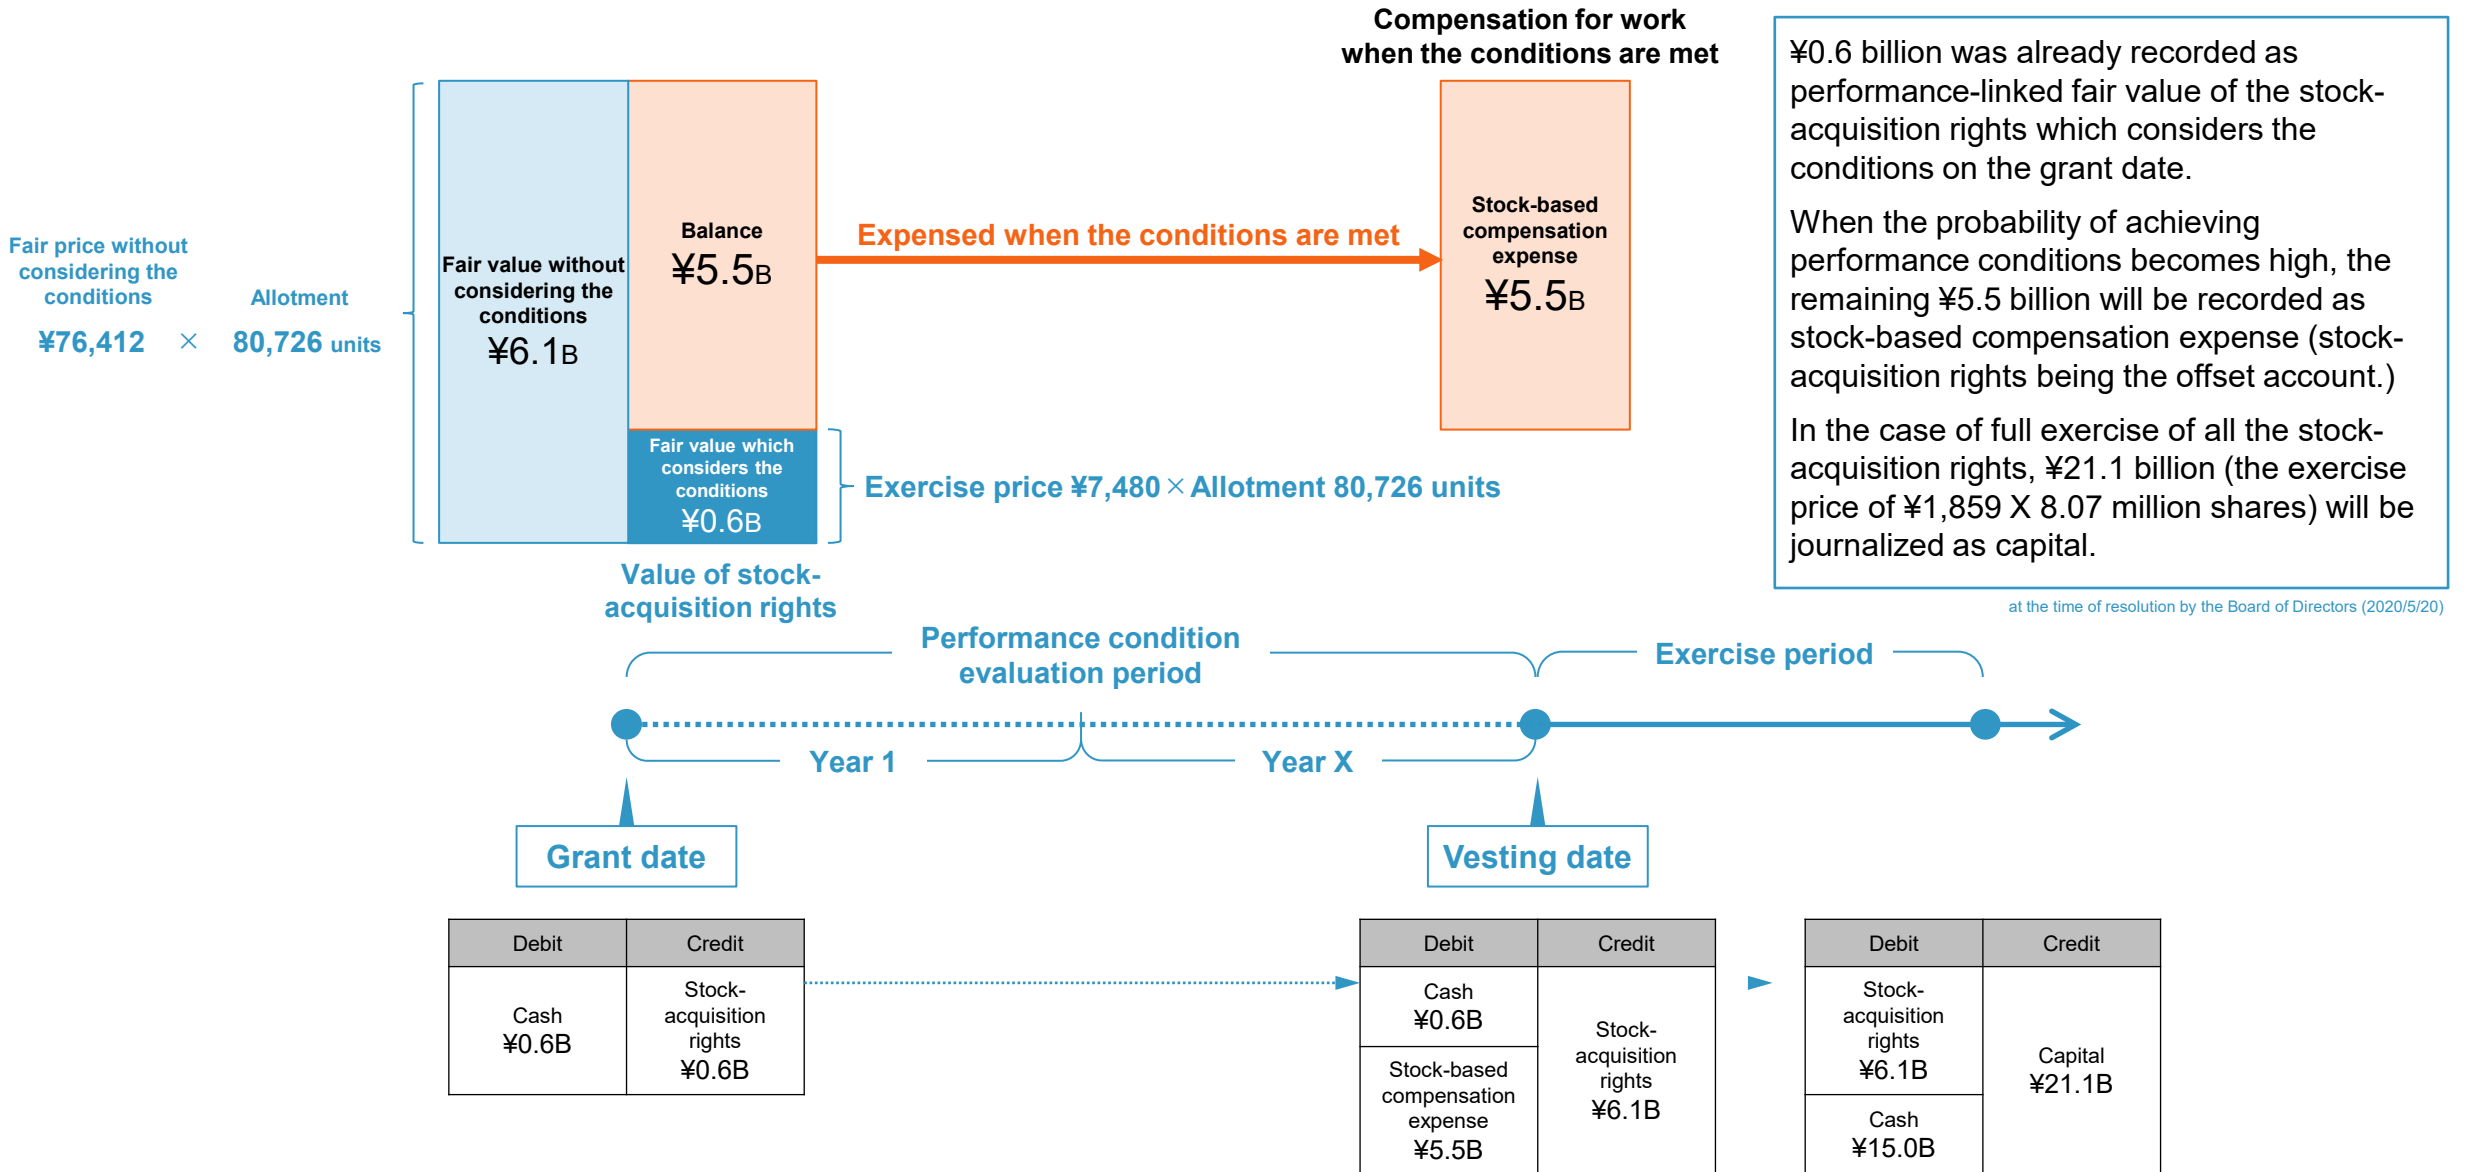 Compensation for work
when the conditions are met
Fair price without
considering the
conditions
¥76,412
×
Allotment
80,726 units
Fair value without
considering the
conditions
¥6.1B
Balance
¥5.5B
Expensed when the conditions are met
Stock-based
compensation
expense
¥5.5B
Fair value which
considers the
conditions
¥0.6B
Exercise price ¥7,480×Allotment 80,726 units
Value of stock-
acquisition rights
¥0.6 billion was already recorded as
performance-linked fair value of the stock-
acquisition rights which considers the
conditions on the grant date.
When the probability of achieving
performance conditions becomes high, the
remaining ¥5.5 billion will be recorded as
stock-based compensation expense (stock-
acquisition rights being the offset account.)
In the case of full exercise of all the stock-
acquisition rights, ¥21.1 billion (the exercise
price of ¥1,859 X 8.07 million shares) will be
journalized as capital.
at the time of resolution by the Board of Directors (2020/5/20)
Performance condition
evaluation period
Exercise period
Year 1
Year X
Grant date
Vesting date
Debit
Credit
Cash
¥0.6B
Stock-
acquisition
rights
¥0.6B
Debit
Credit
Cash
¥0.6B
Stock-based
compensation
expense
¥5.5B
Stock-
acquisition
rights
¥6.1B
Debit
Credit
Stock-
acquisition
rights
¥6.1B
Cash
¥15.0B
Capital
¥21.1B